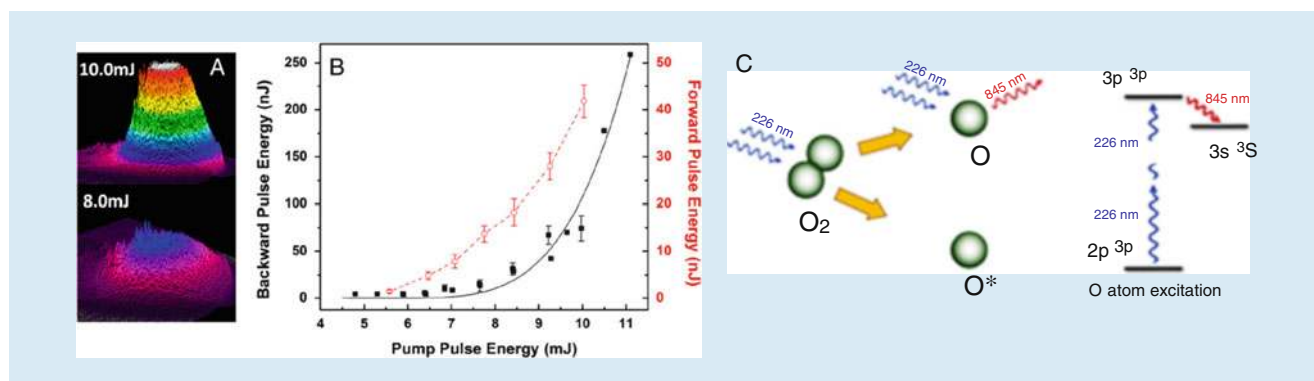 A
10.0mJ
8.0mJ
B
Backward Pulse Energy (nJ)
250
200
150
100
50
0
4 5 6 7 8 9 10 11
Pump Pulse Energy (mJ)
50
40
30
20
10
0
Forward Pulse Energy (nJ)
C
226 nm
226 nm
845 nm
O
O2
O*
3p ³p
845 nm
226 nm
3s ³S
226 nm
2p ³p
O atom excitation